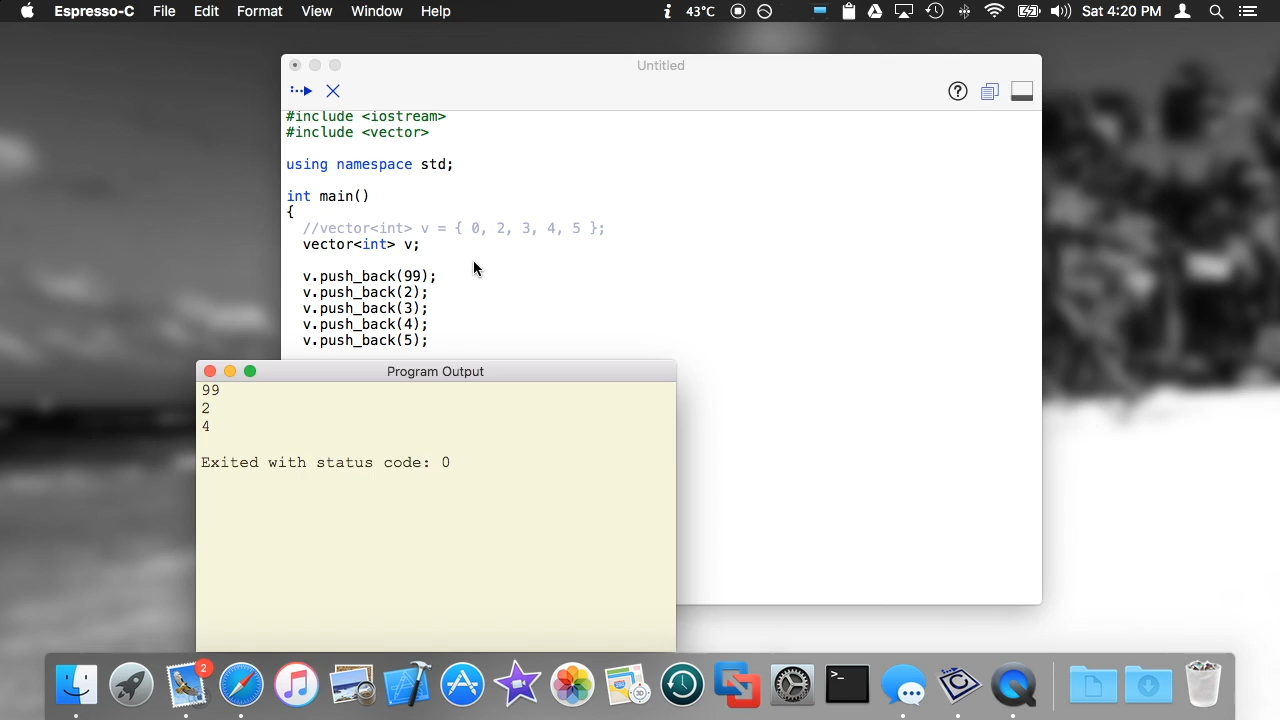 Espresso-C File Edit Format View Window Help 43°C Sat 4:20 PM
Untitled
#include <iostream>
#include <vector>
using namespace std;
int main()
{
//vector<int> v = { 0, 2, 3, 4, 5 };
vector<int> v;
v.push_back(99);
v.push_back(2);
v.push_back(3);
v.push_back(4);
v.push_back(5);
Program Output
99
2
4
Exited with status code: 0
2